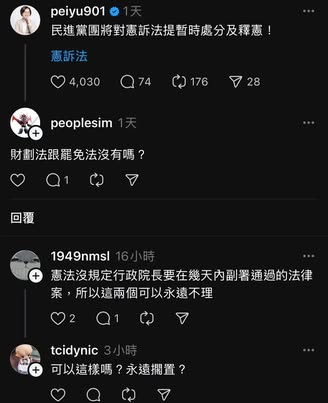 peiyu901 1天
民進黨團將對憲訴法提暫時處分及釋憲！
憲訴法
4,030 74 176 28
peoplesim 1天
財劃法跟罷免法沒有嗎？
1
回覆
1949nmsl 16小時
憲法沒規定行政院長要在幾天內副署通過的法律
案，所以這兩個可以永遠不理
2 1
tcidynic 3小時
可以這樣嗎？永遠擱置？